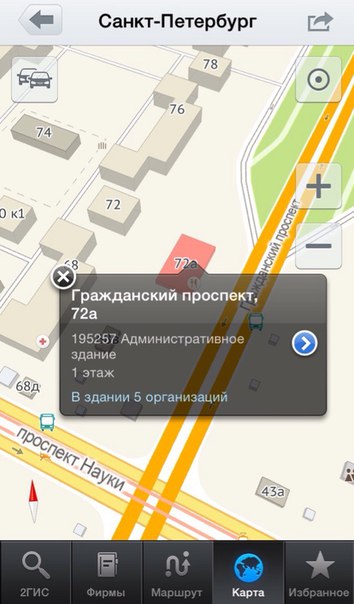 Санкт-Петербург
78
76
74
72
0 к1
68
72а
Гражданский проспект
Гражданский проспект,
72а
195257 Административное
здание
1 этаж
В здании 5 организаций
68д
проспект Науки
43а
2ГИС
Фирмы
Маршрут
Карта
Избранное